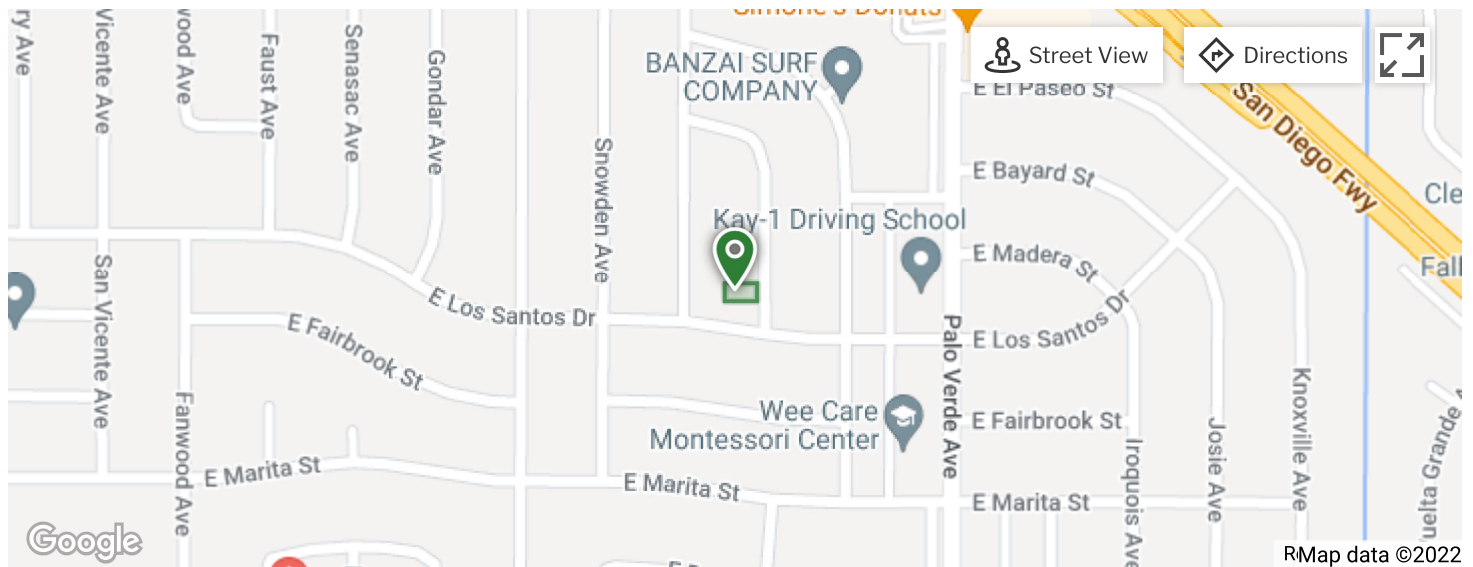 Simone's Donuts
ry Ave
Vicente Ave
wood Ave
Faust Ave
Senasac Ave
Gondar Ave
BANZAI SURF
COMPANY
Street View
Directions
E El Paseo St
San Diego Fwy
Snowden Ave
E Bayard St
Cle
Kay-1 Driving School
E Madera St
Fall
San Vicente Ave
E Los Santos Dr
E Fairbrook St
E Los Santos Dr
Palo Verde Ave
Knoxville Ave
Fanwood Ave
Wee Care
Montessori Center
E Fairbrook St
Iroquois Ave
Josie Ave
uelta Grande A
E Marita St
E Marita St
E Marita St
Google
Map data ©2022